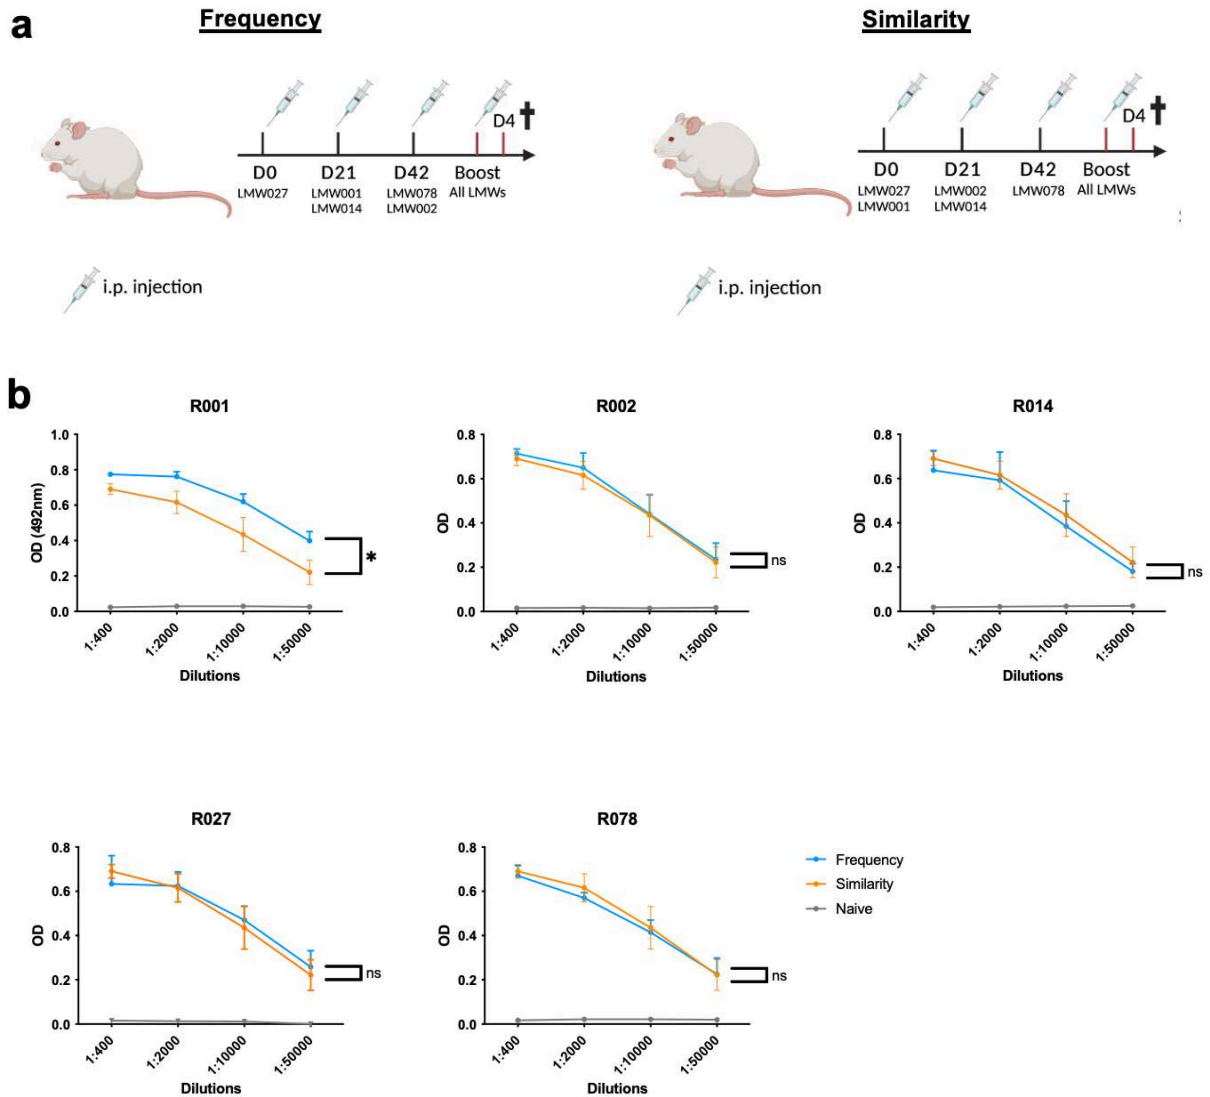 a
Frequency
Similarity
D4
D0 D21 D42 Boost
LMW027 LMW001 LMW078 All LMWs
LMW014 LMW002
D4
D0 D21 D42 Boost
LMW027 LMW002 LMW078 All LMWs
LMW001 LMW014
i.p. injection
i.p. injection
b
R001
OD (492nm)
1.0
0.8
0.6
0.4
0.2
0.0
*
1:400 1:2000 1:10000 1:50000
Dilutions
R002
OD
0.8
0.6
0.4
0.2
0.0
ns
1:400 1:2000 1:10000 1:50000
Dilutions
R014
OD
0.8
0.6
0.4
0.2
0.0
ns
1:400 1:2000 1:10000 1:50000
Dilutions
R027
OD
0.8
0.6
0.4
0.2
0.0
ns
1:400 1:2000 1:10000 1:50000
Dilutions
R078
OD
0.8
0.6
0.4
0.2
0.0
ns
1:400 1:2000 1:10000 1:50000
Dilutions
Frequency
Similarity
Naive